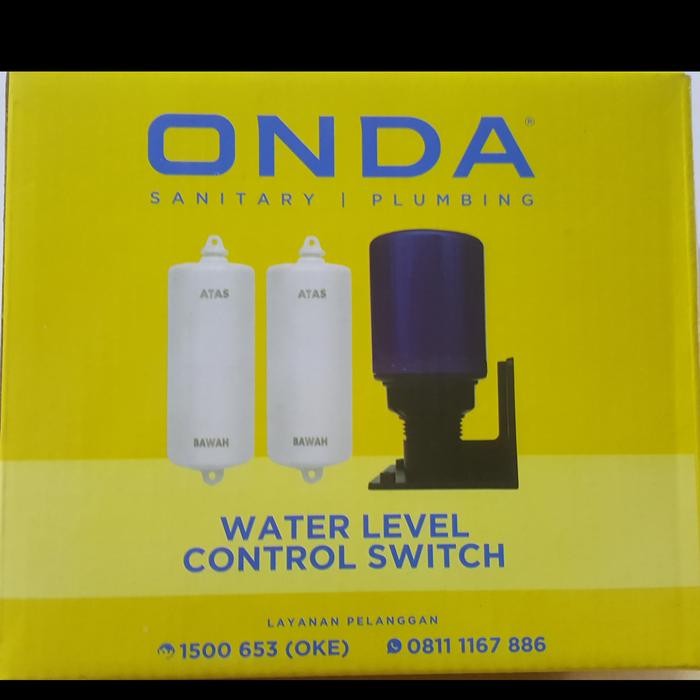 ONDA®
SANITARY | PLUMBING
ATAS ATAS
BAWAH BAWAH
WATER LEVEL
CONTROL SWITCH
LAYANAN PELANGGAN
1500 653 (OKE) 0811 1167 886